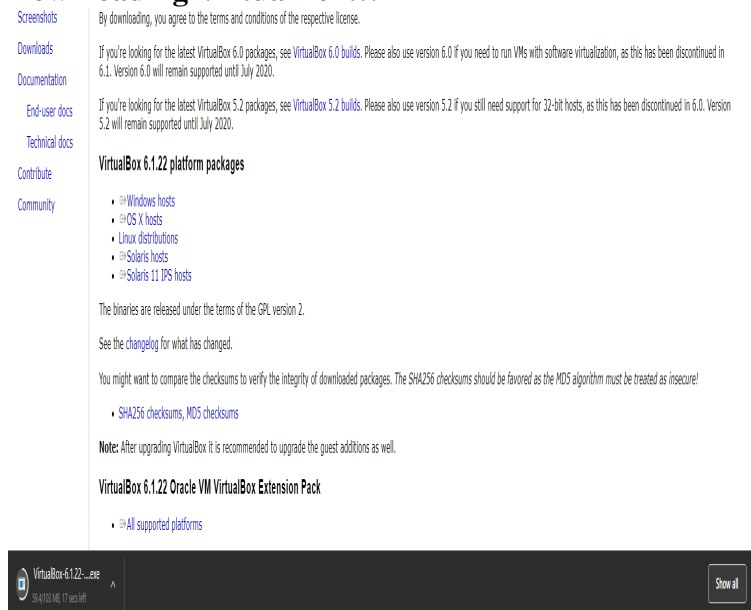 Screenshots
Downloads
Documentation
End-user docs
Technical docs
Contribute
Community
By downloading, you agree to the terms and conditions of the respective license.
If you're looking for the latest VirtualBox 6.0 packages, see VirtualBox 6.0 builds. Please also use version 6.0 if you need to run VMs with software virtualization, as this has been discontinued in
6.1. Version 6.0 will remain supported until July 2020.
If you're looking for the latest VirtualBox 5.2 packages, see VirtualBox 5.2 builds. Please also use version 5.2 if you still need support for 32-bit hosts, as this has been discontinued in 6.0. Version
5.2 will remain supported until July 2020.
VirtualBox 6.1.22 platform packages
Windows hosts
OS X hosts
Linux distributions
Solaris hosts
Solaris 11 IPS hosts
The binaries are released under the terms of the GPL version 2.
See the changelog for what has changed.
You might want to compare the checksums to verify the integrity of downloaded packages. The SHA256 checksums should be favored as the MD5 algorithm must be treated as insecure!
SHA256 checksums, MD5 checksums
Note: After upgrading VirtualBox it is recommended to upgrade the guest additions as well.
VirtualBox 6.1.22 Oracle VM VirtualBox Extension Pack
All supported platforms
VirtualBox-6.1.22-....exe
59.4/103 MB, 17 secs left
Show all